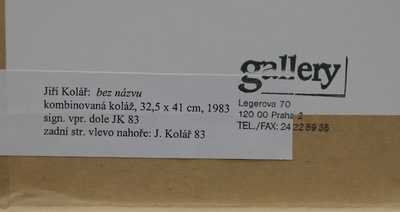 gallery
Legerova 70
120 00 Praha 2
TEL./FAX: 24 22 59 36
Jiří Kolář: bez názvu
kombinovaná koláž, 32,5 x 41 cm, 1983
sign. vpr. dole JK 83
zadní str. vlevo nahoře: J. Kolář 83